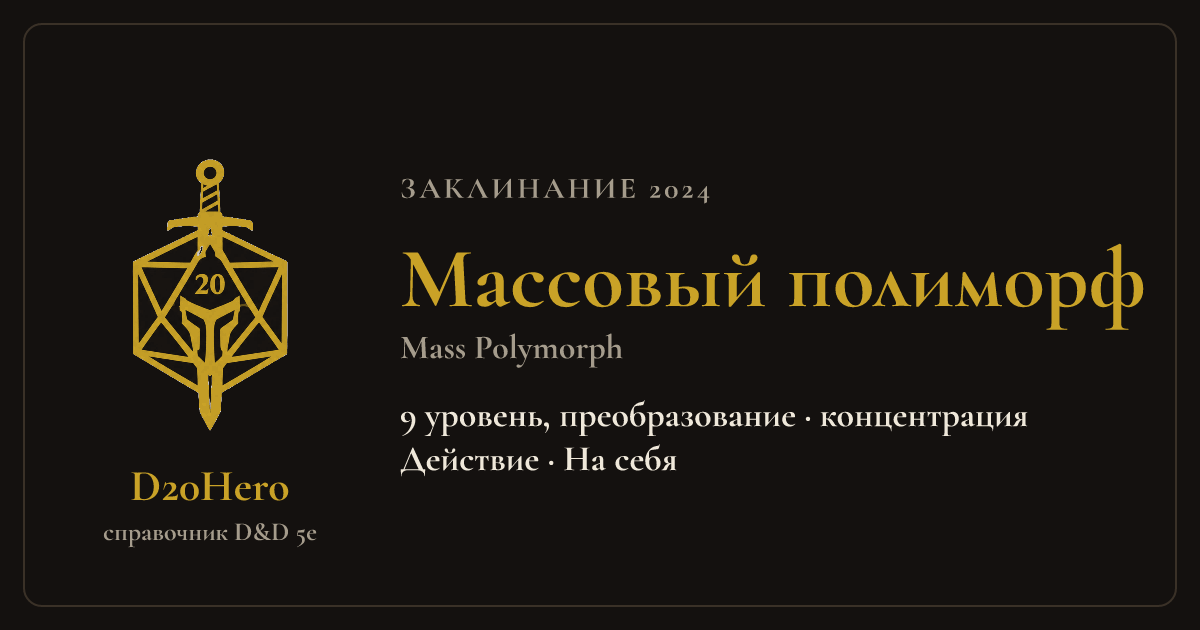 20
D20Hero
справочник D&D 5e
ЗАКЛИНАНИЕ 2024
Массовый полиморф
Mass Polymorph
9 уровень, преобразование · концентрация
Действие · На себя